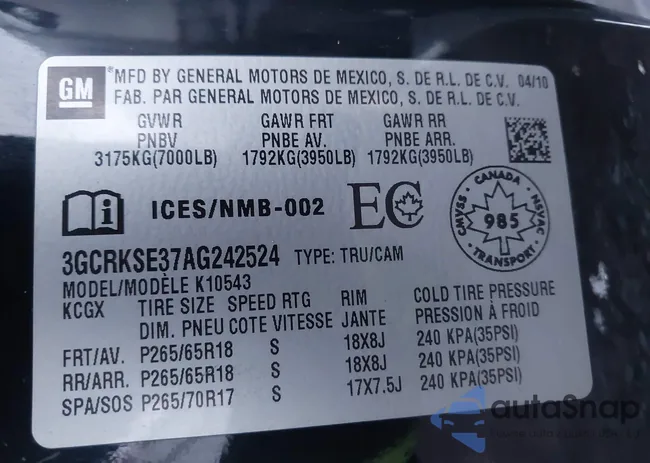 GM
MFD BY GENERAL MOTORS DE MEXICO, S. DE R.L. DE C.V. 04/10
FAB. PAR GENERAL MOTORS DE MEXICO, S. DE R.L. DE C.V.
GVWR GAWR FRT GAWR RR
PNBV PNBE AV. PNBE ARR.
3175KG(7000LB) 1792KG(3950LB) 1792KG(3950LB)
i ICES/NMB-002 EC
CANADA
CMVSS 985 NSVAC
TRANSPORT
3GCRKSE37AG242524 TYPE: TRU/CAM
MODEL/MODÈLE K10543
KCGX TIRE SIZE SPEED RTG RIM COLD TIRE PRESSURE
DIM. PNEU COTE VITESSE JANTE PRESSION À FROID
FRT/AV. P265/65R18 S 18X8J 240 KPA(35PSI)
RR/ARR. P265/65R18 S 18X8J 240 KPA(35PSI)
SPA/SOS P265/70R17 S 17X7.5J 240 KPA(35PSI)
autaSnap